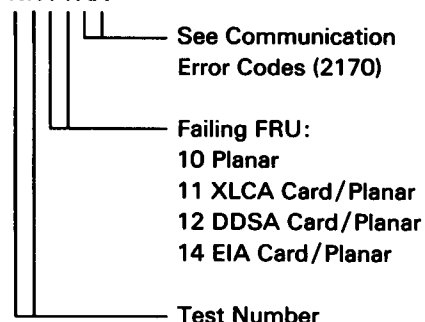 See Communication
Error Codes (2170)
Failing FRU:
10 Planar
11 XLCA Card/Planar
12 DDSA Card/Planar
14 EIA Card/Planar
Test Number